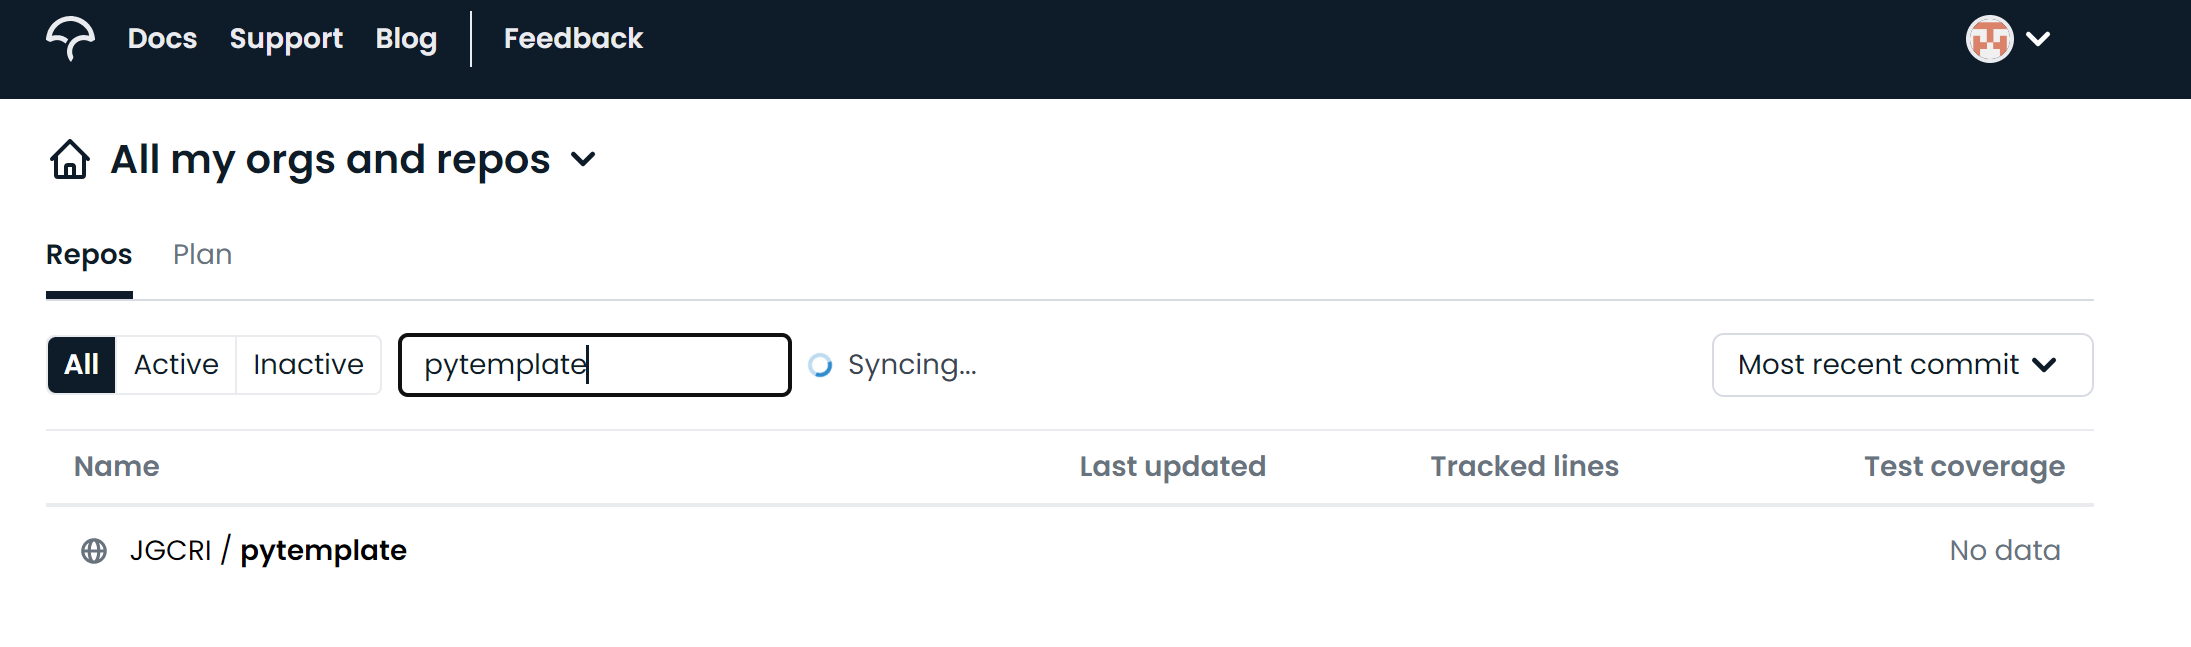 Docs Support Blog Feedback
All my orgs and repos
Repos Plan
All Active Inactive pytemplate Syncing... Most recent commit
Name Last updated Tracked lines Test coverage
JGCRI / pytemplate No data